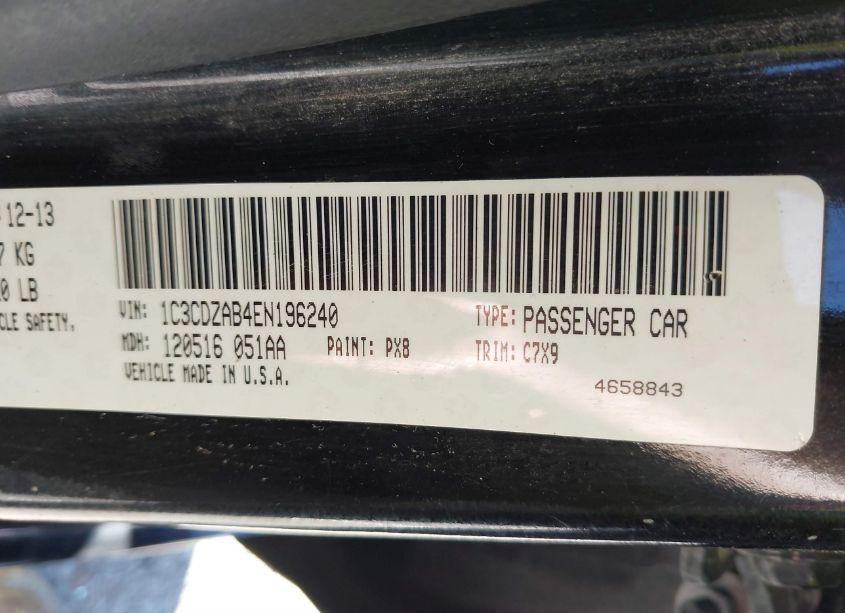 12-13
7 KG
0 LB
CLE SAFETY,
VIN: 1C3CDZAB4EN196240 TYPE: PASSENGER CAR
MDH: 120516 051AA PAINT: PX8 TRIM: C7X9
VEHICLE MADE IN U.S.A.
4658843